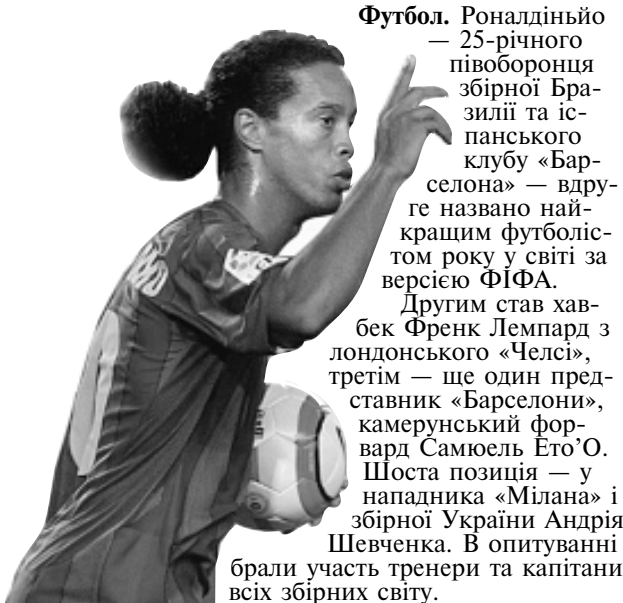 Футбол. Роналдіньйо
— 25-річного
півоборонця
збірної Бра-
зилії та іс-
панського
клубу «Бар-
селона» — вдру-
ге названо най-
кращим футболіс-
том року у світі за
версією ФІФА.
Другим став хав-
бек Френк Лемпард з
лондонського «Челсі»,
третім — ще один пред-
ставник «Барселони»,
камерунський фор-
вард Самюель Ето’О.
Шоста позиція — у
нападника «Мілана» і
збірної України Андрія
Шевченка. В опитуванні
брали участь тренери та капітани
всіх збірних світу.